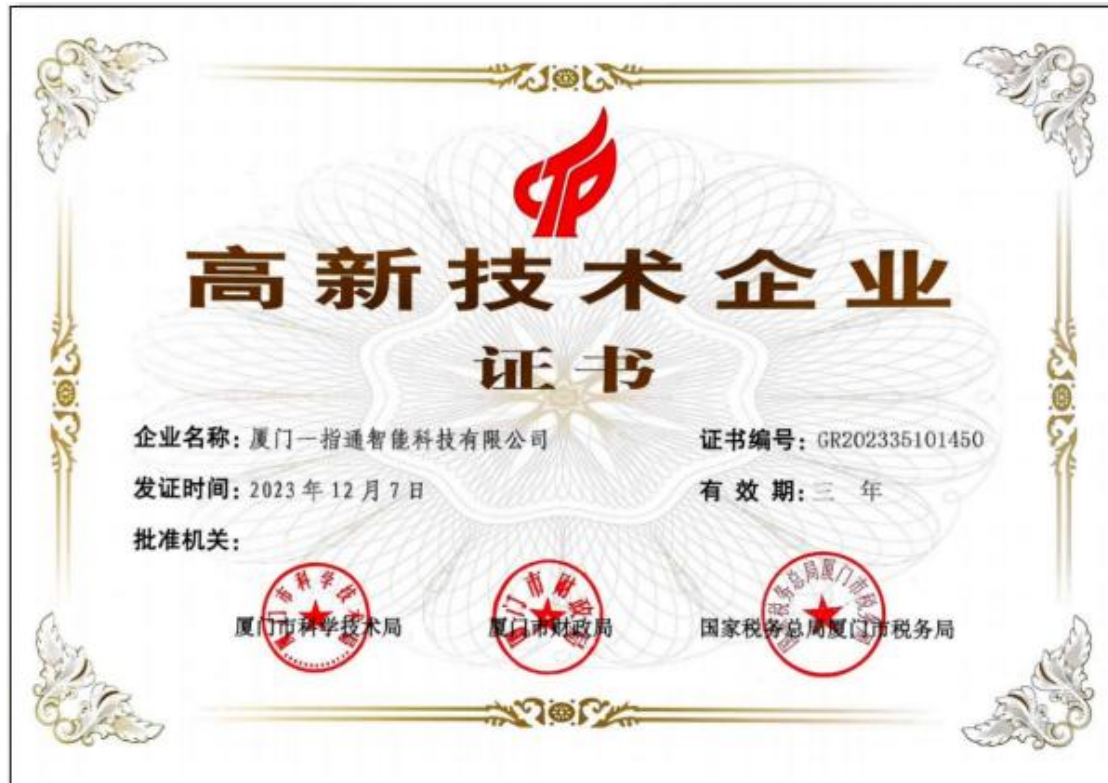 高新技术企业
证书
企业名称：厦门一指通智能科技有限公司
证书编号：GR202335101450
发证时间：2023年12月7日
有效期：三 年
批准机关：
厦门市科学技术局
厦门市财政局
国家税务总局厦门市税务局